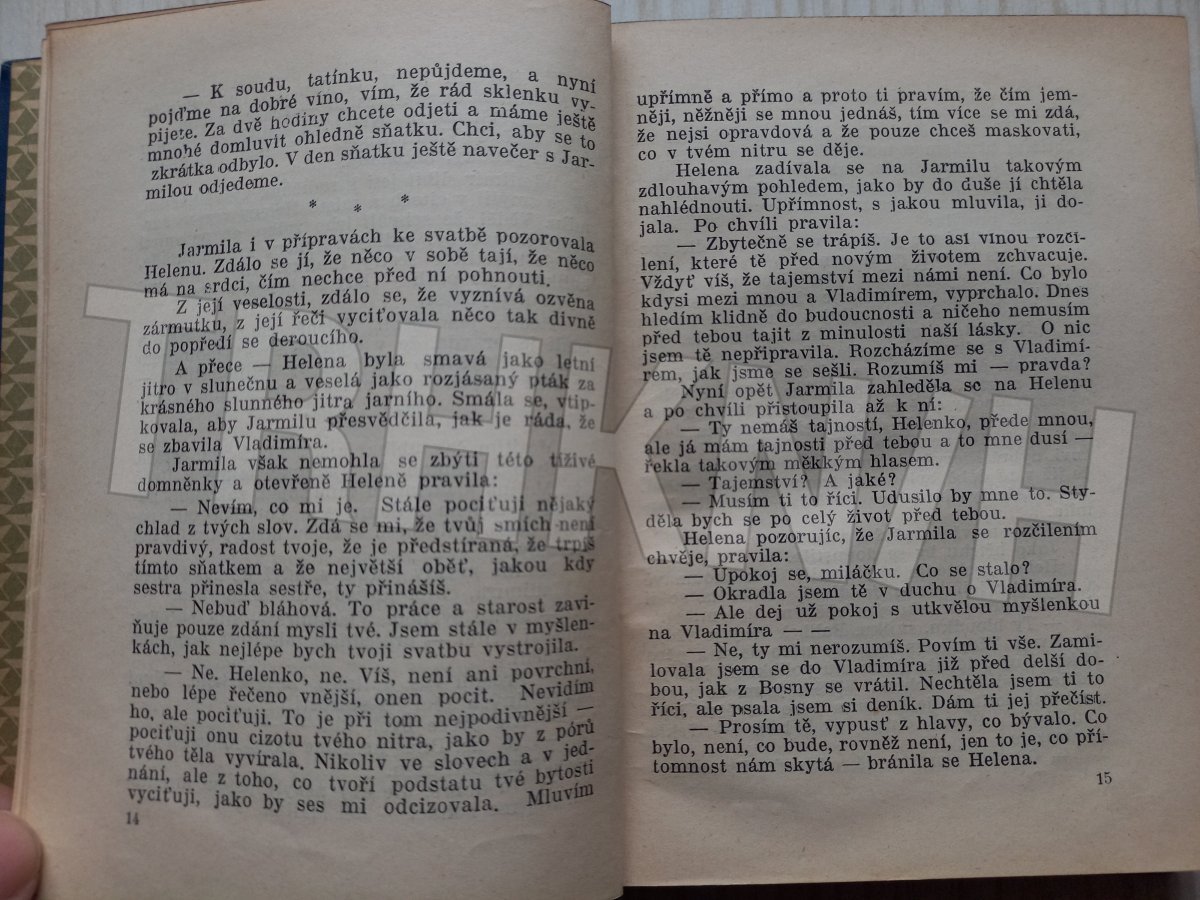 — K soudu, tatínku, nepůjdeme, a nyní
pojďme na dobré víno, vím, že rád sklenku vy-
pijete. Za dvě hodiny chcete odjeti a máme ještě
mnohé domluvit ohledně sňatku. Chci, aby se to
zkrátka odbylo. V den sňatku ještě navečer s Jar-
milou odjedeme.
* * *
Jarmila i v přípravách ke svatbě pozorovala
Helenu. Zdálo se jí, že něco v sobě tají, že něco
má na srdci, čím nechce před ní pohnouti.
Z její veselosti, zdálo se, že vyznívá ozvěna
zármutku, z její řeči vyciťovala něco tak divně
do popředí se deroucího.
A přece — Helena byla smavá jako letní
jitro v slunečnu a veselá jako rozjásaný pták za
krásného slunného jitra jarního. Smála se, vtip-
kovala, aby Jarmilu přesvědčila, jak je ráda, že
se zbavila Vladimíra.
Jarmila však nemohla se zbýti této tíživé
domněnky a otevřeně Heleně pravila:
— Nevím, co mi je. Stále pociťuji nějaký
chlad z tvých slov. Zdá se mi, že tvůj smích není
pravdivý, radost tvoje, že je předstíraná, že trpíš
tímto sňatkem a že největší oběť, jakou kdy
sestra přinesla sestře, ty přinášíš.
— Nebuď bláhová. To práce a starost zavi-
ňuje pouze zdání mysli tvé. Jsem stále v myšlen-
kách, jak nejlépe bych tvoji svatbu vystrojila.
— Ne. Helenko, ne. Víš, není ani povrchní,
nebo lépe řečeno vnější, onen pocit. Nevidím
ho, ale pociťuji. To je při tom nejpodivnější —
pociťuji onu cizotu tvého nitra, jako by z pórů
tvého těla vyvírala. Nikoliv ve slovech a v jed-
nání, ale z toho, co tvoří podstatu tvé bytosti
vyciťuji, jako by ses mi odcizovala. Mluvím
14
upřímně a přímo a proto ti pravím, že čím jem-
něji, něžněji se mnou jednáš, tím více se mi zdá,
že nejsi opravdová a že pouze chceš maskovati,
co v tvém nitru se děje.
Helena zadívala se na Jarmilu takovým
zdlouhavým pohledem, jako by do duše jí chtěla
nahlédnouti. Upřímnost, s jakou mluvila, ji do-
jala. Po chvíli pravila:
— Zbytečně se trápíš. Je to asi vinou rozči-
lení, které tě před novým životem zchvacuje.
Vždyť víš, že tajemství mezi námi není. Co bylo
kdysi mezi mnou a Vladimírem, vyprchalo. Dnes
hledím klidně do budoucnosti a ničeho nemusím
před tebou tajit z minulosti naší lásky. O nic
jsem tě nepřipravila. Rozcházíme se s Vladimí-
rem, jak jsme se sešli. Rozumíš mi — pravda?
Nyní opět Jarmila zahleděla se na Helenu
a po chvíli přistoupila až k ní:
— Ty nemáš tajností, Helenko, přede mnou,
ale já mám tajnosti před tebou a to mne dusí —
řekla takovým měkkým hlasem.
— Tajemství? A jaké?
— Musím ti to říci. Udusilo by mne to. Sty-
děla bych se po celý život před tebou.
Helena pozorujíc, že Jarmila se rozčilením
chvěje, pravila:
— Upokoj se, miláčku. Co se stalo?
— Okradla jsem tě v duchu o Vladimíra.
— Ale dej už pokoj s utkvělou myšlenkou
na Vladimíra — —
— Ne, ty mi nerozumíš. Povím ti vše. Zami-
lovala jsem se do Vladimíra již před delší do-
bou, jak z Bosny se vrátil. Nechtěla jsem ti to
říci, ale psala jsem si deník. Dám ti jej přečíst.
— Prosím tě, vypusť z hlavy, co bývalo. Co
bylo, není, co bude, rovněž není, jen to je, co pří-
tomnost nám skytá — bránila se Helena.
15